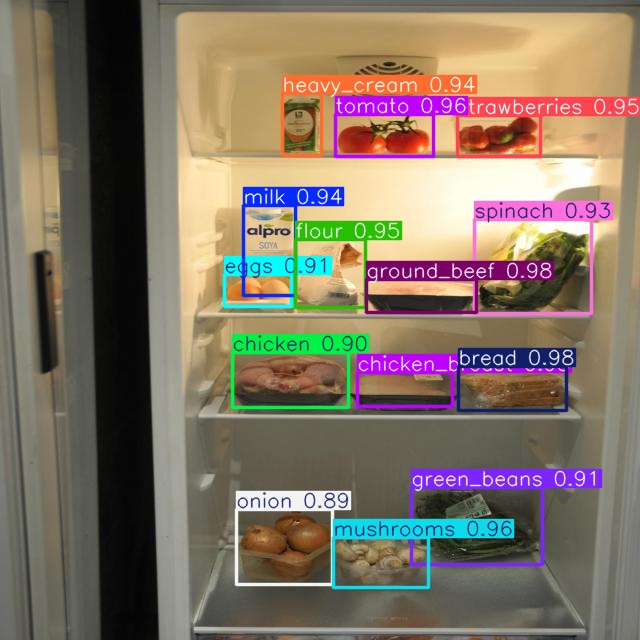 heavy_cream 0.94
tomato 0.96
trawberries 0.95
milk 0.94
spinach 0.93
alpro
SOYA
flour 0.95
eggs 0.91
ground_beef 0.98
chicken 0.90
bread 0.98
green_beans 0.91
onion 0.89
mushrooms 0.96